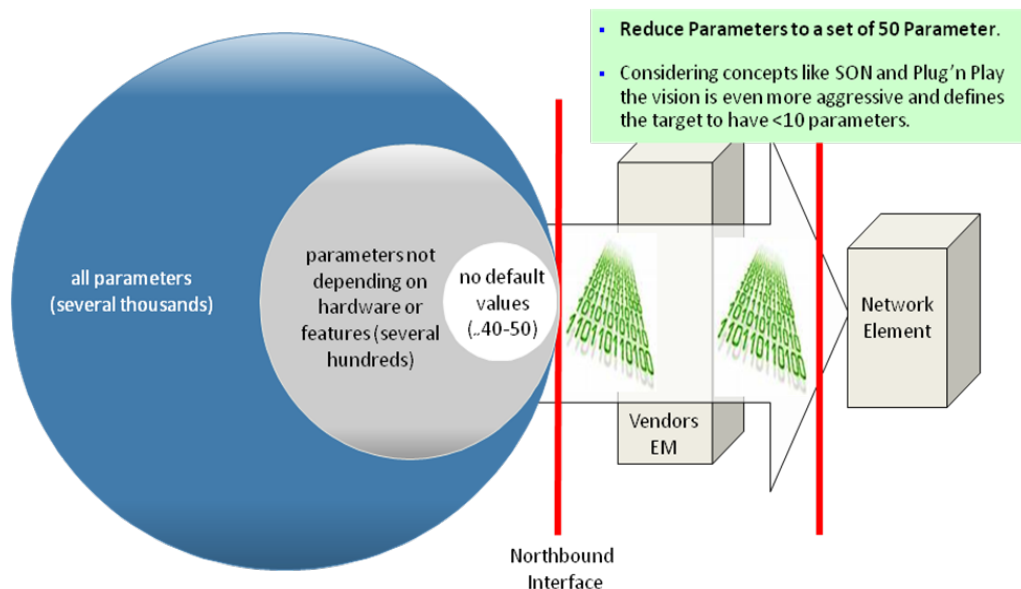 ▪ Reduce Parameters to a set of 50 Parameter.
▪ Considering concepts like SON and Plug'n Play
the vision is even more aggressive and defines
the target to have <10 parameters.
all parameters
(several thousands)
parameters not
depending on
hardware or
features (several
hundreds)
no default
values
(..40-50)
Network
Element
Vendors
EM
Northbound
Interface